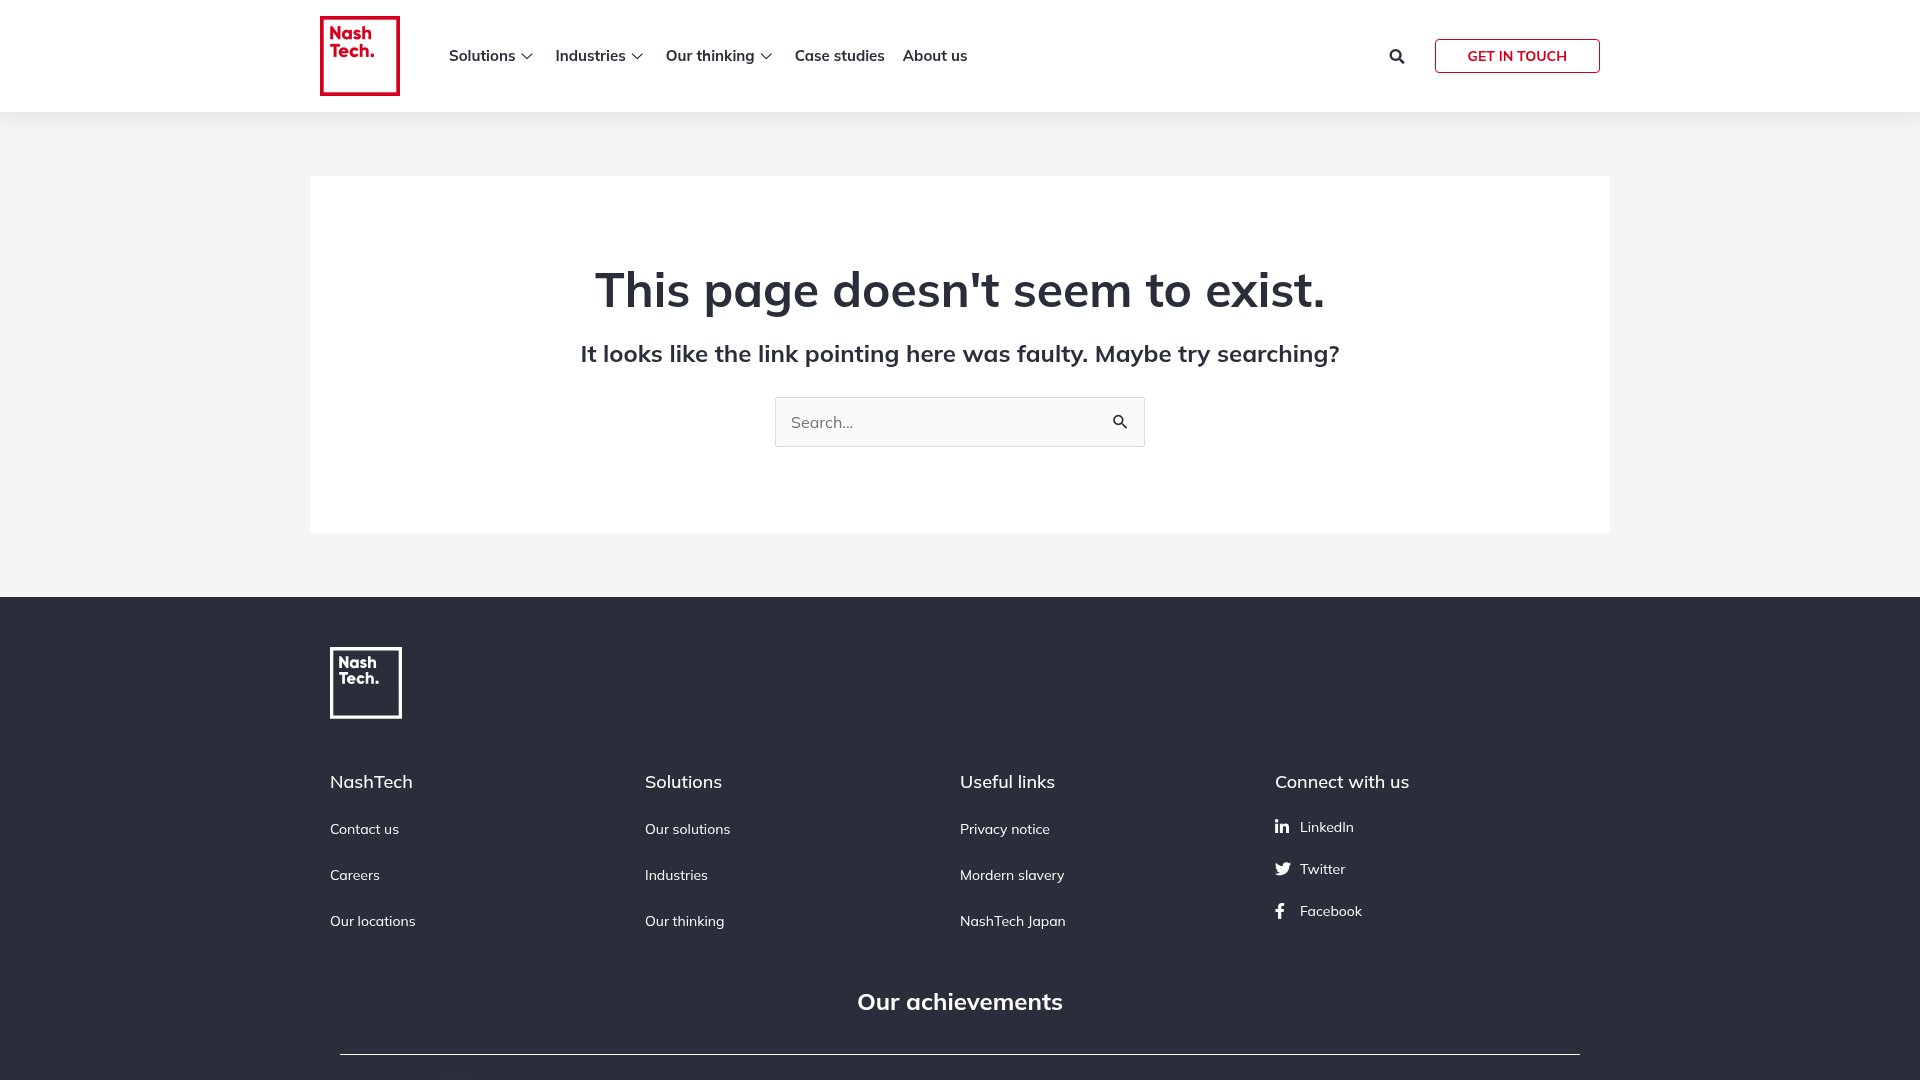 Nash
Tech.
Solutions
Industries
Our thinking
Case studies
About us
GET IN TOUCH
This page doesn't seem to exist.
It looks like the link pointing here was faulty. Maybe try searching?
Search...
Nash
Tech.
NashTech
Contact us
Careers
Our locations
Solutions
Our solutions
Industries
Our thinking
Useful links
Privacy notice
Mordern slavery
NashTech Japan
Connect with us
LinkedIn
Twitter
Facebook
Our achievements